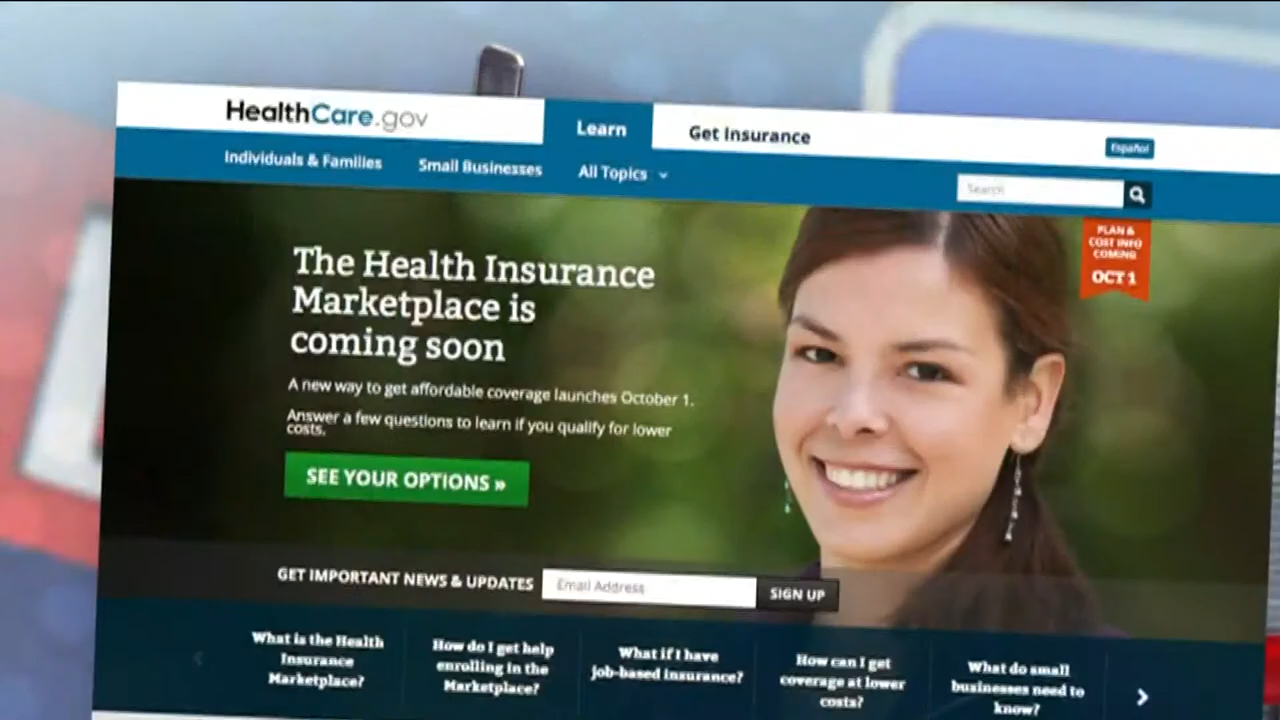 HealthCare.gov
Learn
Get Insurance
Español
Individuals & Families
Small Businesses
All Topics
Search
PLAN &
COST INFO
COMING
OCT 1
The Health Insurance
Marketplace is
coming soon
A new way to get affordable coverage launches October 1.
Answer a few questions to learn if you qualify for lower
costs.
SEE YOUR OPTIONS »
GET IMPORTANT NEWS & UPDATES
Email Address
SIGN UP
What is the Health
Insurance
Marketplace?
How do I get help
enrolling in the
Marketplace?
What if I have
job-based insurance?
How can I get
coverage at lower
costs?
What do small
businesses need to
know?